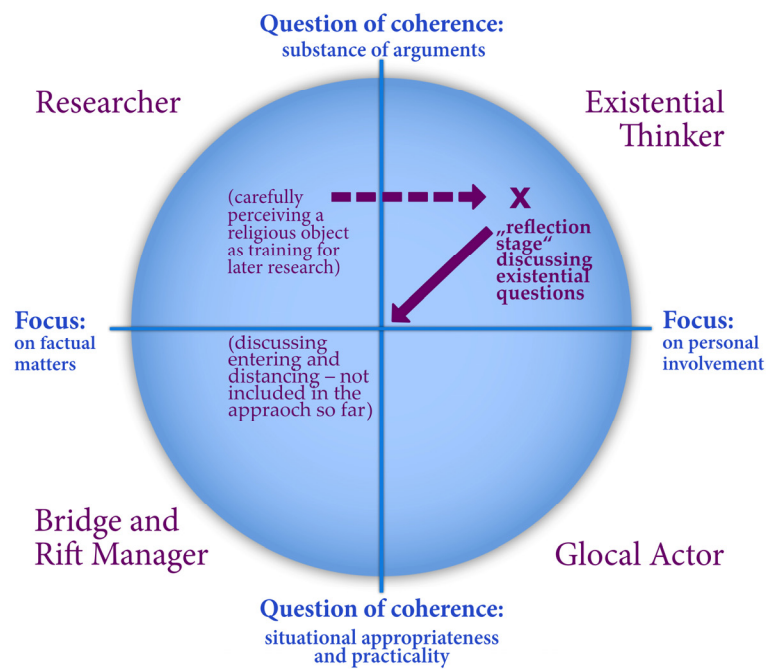 Question of coherence:
substance of arguments
Researcher
Existential
Thinker
(carefully
perceiving a
religious object
as training for
later research)
x
„reflection
stage“
discussing
existential
questions
Focus:
on factual
matters
Focus:
on personal
involvement
(discussing
entering and
distancing – not
included in the
appraoch so far)
Bridge and
Rift Manager
Glocal Actor
Question of coherence:
situational appropriateness
and practicality